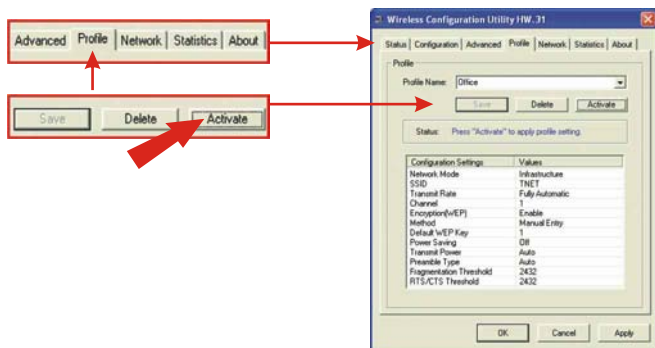 Advanced Profile Network Statistics About
Save Delete Activate
Wireless Configuration Utility HW.31
Status Configuration Advanced Profile Network Statistics About
Profile
Profile Name: Office
Save Delete Activate
Status: Press "Activate" to apply profile setting.
Configuration Settings Values
Network Mode Infrastructure
SSID TNET
Transmit Rate Fully Automatic
Channel 1
Encryption(WEP) Enable
Method Manual Entry
Default WEP Key 1
Power Saving Off
Transmit Power Auto
Preamble Type Auto
Fragmentation Threshold 2432
RTS/CTS Threshold 2432
OK Cancel Apply